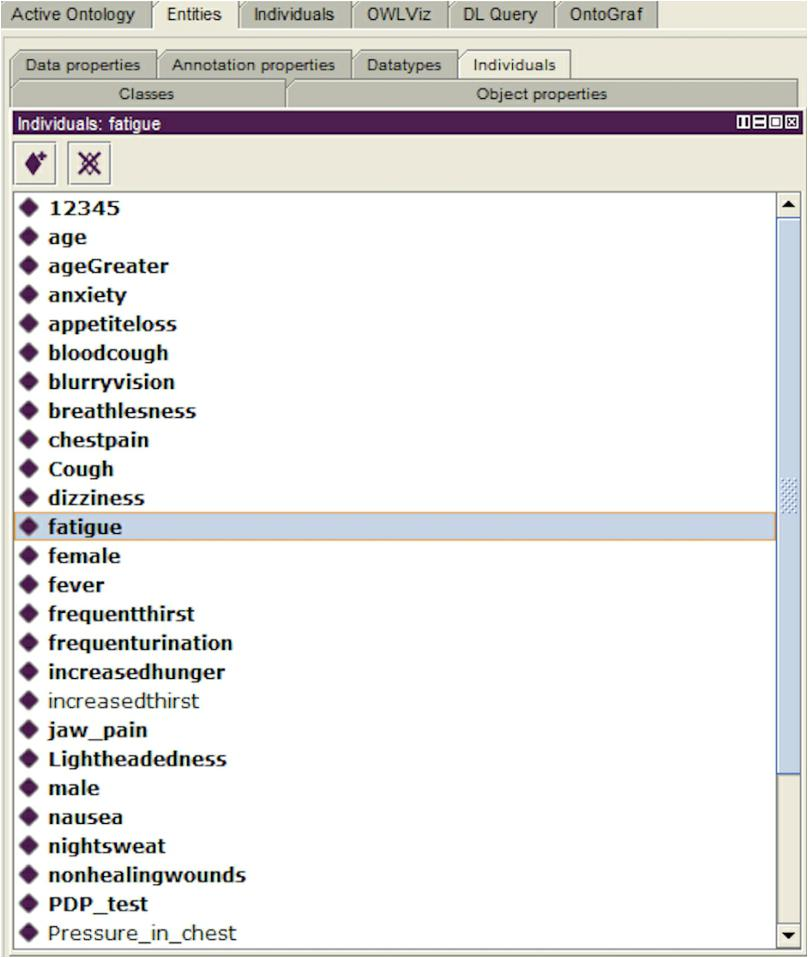 Active Ontology Entities Individuals OWLViz DL Query OntoGraf
Data properties Annotation properties Datatypes Individuals
Classes Object properties
Individuals: fatigue
12345
age
ageGreater
anxiety
appetiteloss
bloodcough
blurryvision
breathlesness
chestpain
Cough
dizziness
fatigue
female
fever
frequentthirst
frequenturination
increasedhunger
increasedthirst
jaw_pain
Lightheadedness
male
nausea
nightsweat
nonhealingwounds
PDP_test
Pressure_in_chest